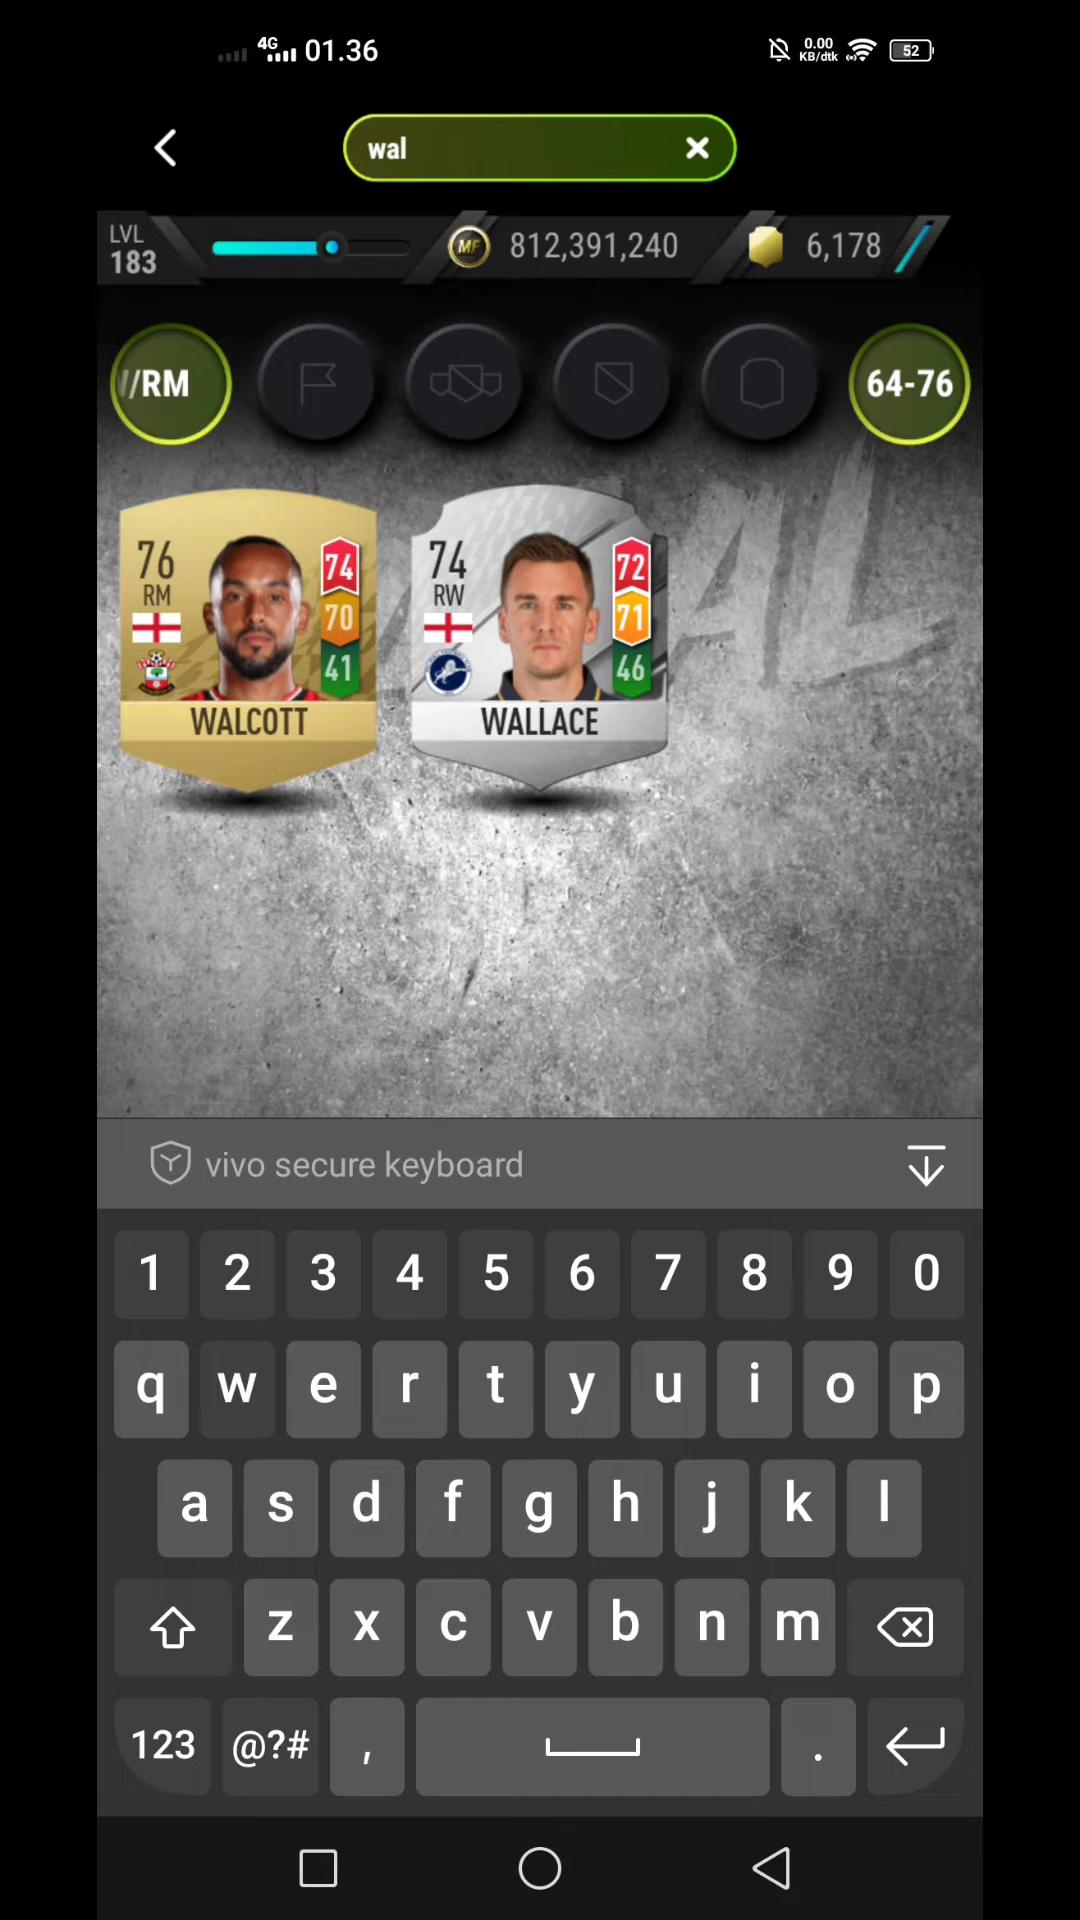 4G 01.36 0.00 KB/dtk 52
wal
LVL 183 MF 812,391,240 6,178
/RM 64-76
76 RM 74 70 41
WALCOTT
74 RW 72 71 46
WALLACE
vivo secure keyboard
1 2 3 4 5 6 7 8 9 0
q w e r t y u i o p
a s d f g h j k l
z x c v b n m
123 @?# , .